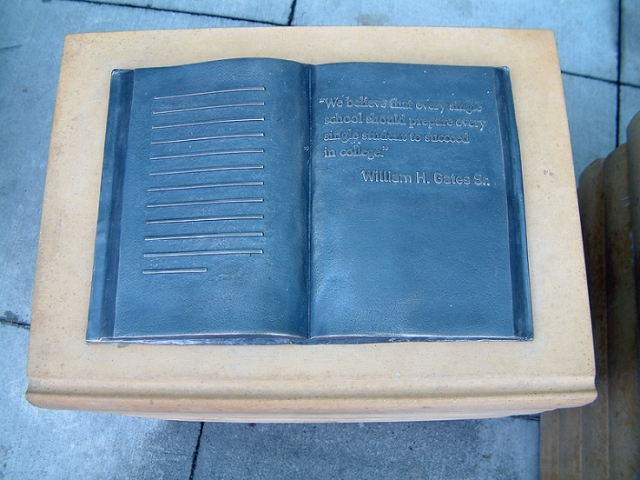 "We believe that every single
school should prepare every
single student to succeed
in college."
William H. Gates Sr.